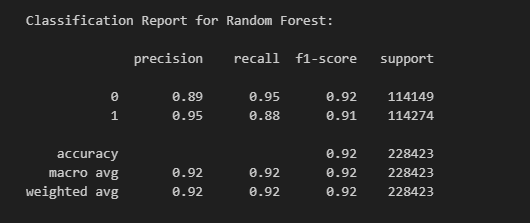 Classification Report for Random Forest:
precision recall f1-score support
0 0.89 0.95 0.92 114149
1 0.95 0.88 0.91 114274
accuracy 0.92 228423
macro avg 0.92 0.92 0.92 228423
weighted avg 0.92 0.92 0.92 228423